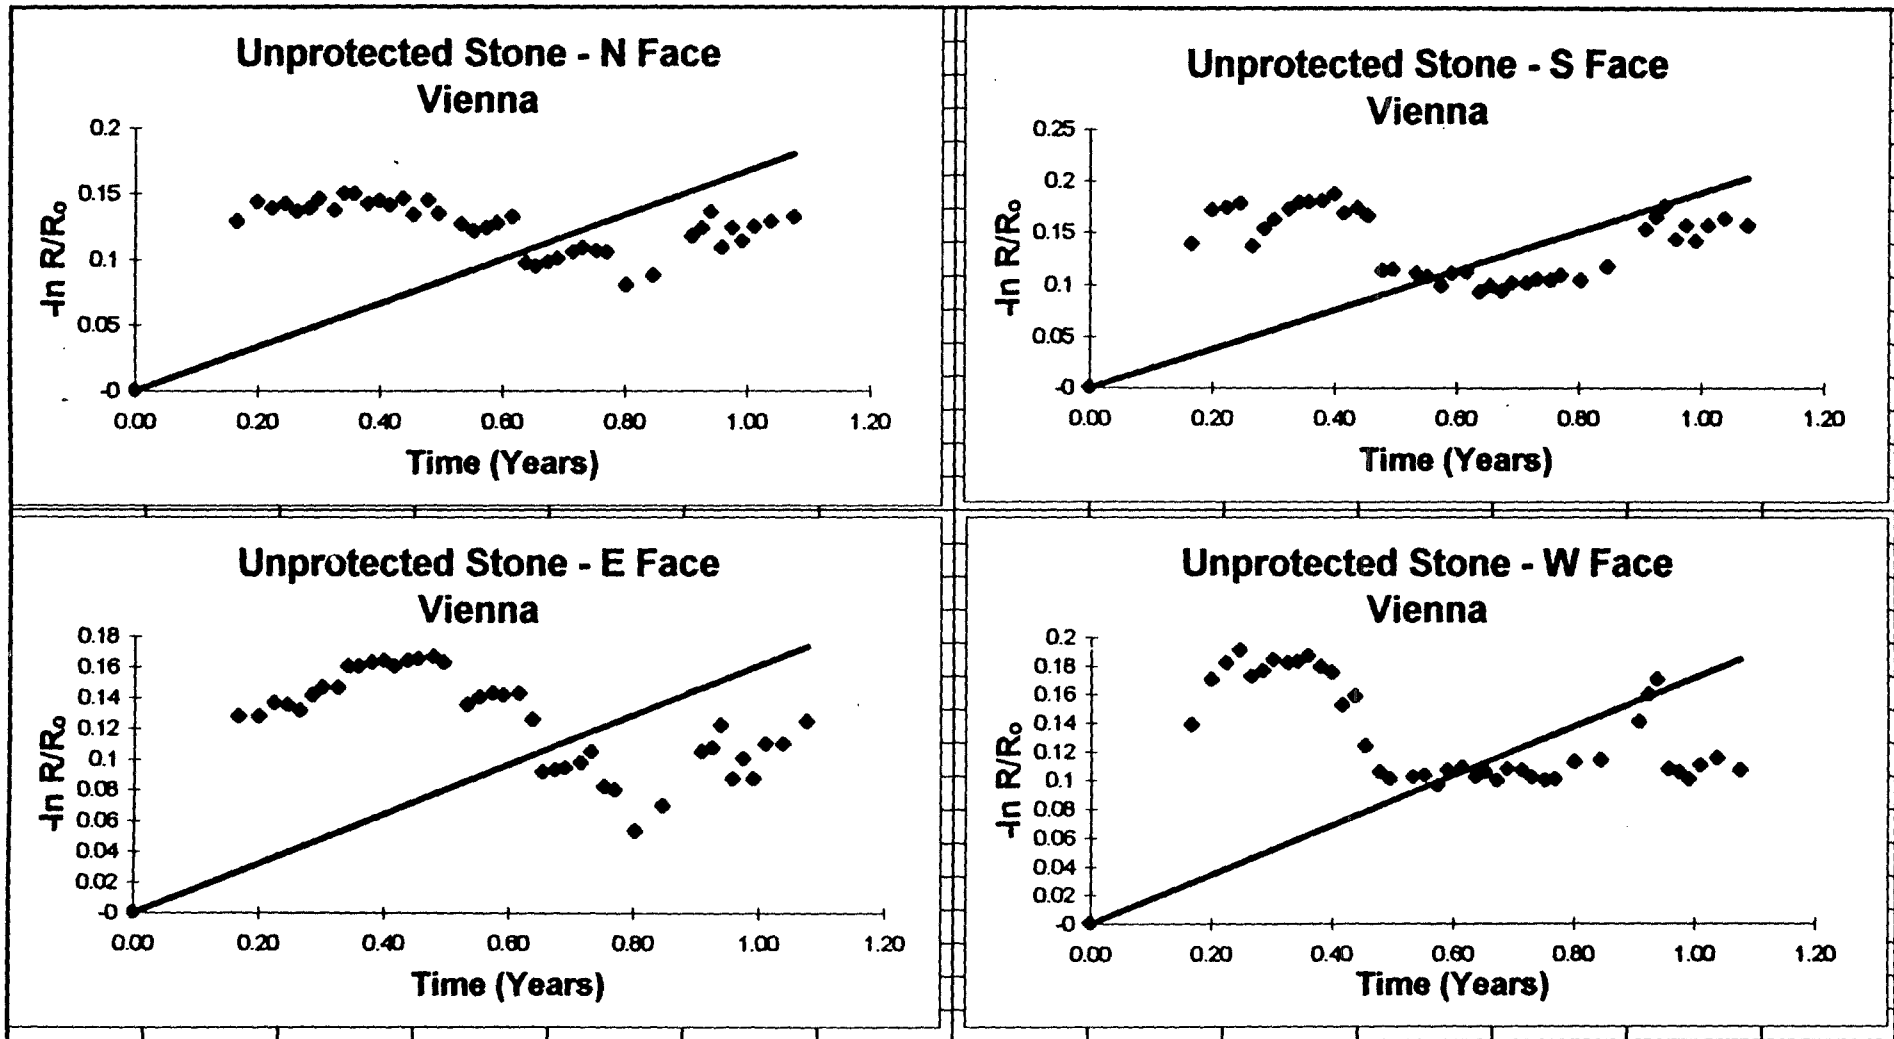 Unprotected Stone - N Face
Vienna
0.2
0.15
0.1
0.05
-0
-ln R/Ro
0.00 0.20 0.40 0.60 0.80 1.00 1.20
Time (Years)
Unprotected Stone - S Face
Vienna
0.25
0.2
0.15
0.1
0.05
-0
-ln R/Ro
0.00 0.20 0.40 0.60 0.80 1.00 1.20
Time (Years)
Unprotected Stone - E Face
Vienna
0.18
0.16
0.14
0.12
0.1
0.08
0.06
0.04
0.02
-0
-ln R/Ro
0.00 0.20 0.40 0.60 0.80 1.00 1.20
Time (Years)
Unprotected Stone - W Face
Vienna
0.2
0.18
0.16
0.14
0.12
0.1
0.08
0.06
0.04
0.02
-0
-ln R/Ro
0.00 0.20 0.40 0.60 0.80 1.00 1.20
Time (Years)